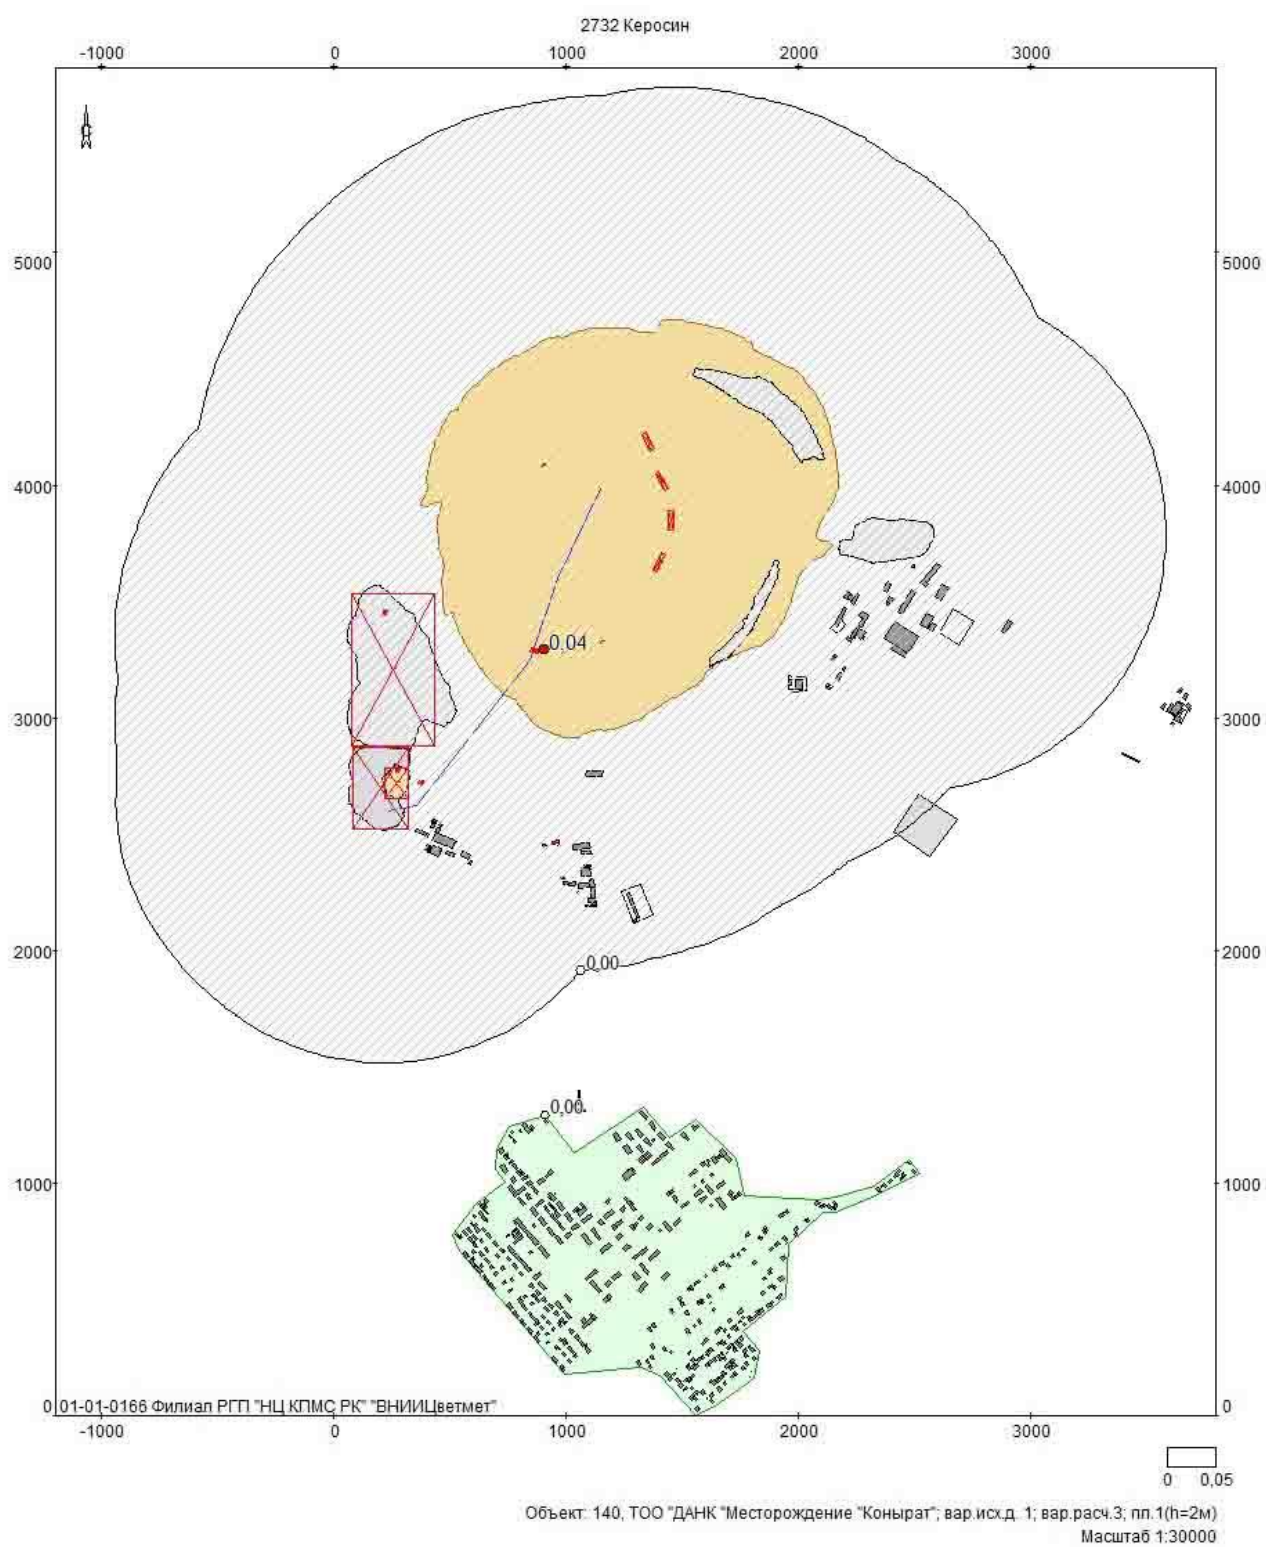 2732 Керосин
-1000 0 1000 2000 3000
5000 5000
4000 4000
0,04
3000 3000
2000 2000
0,00
0,00
1000 1000
0 01-01-0166 Филиал РГП "НЦ КПМС РК" "ВНИИЦветмет" 0
-1000 0 1000 2000 3000
0 0,05
Объект: 140, ТОО "ДАНК "Месторождение "Конырат"; вар.исх.д. 1; вар.расч.3; пл.1(h=2м)
Масштаб 1:30000